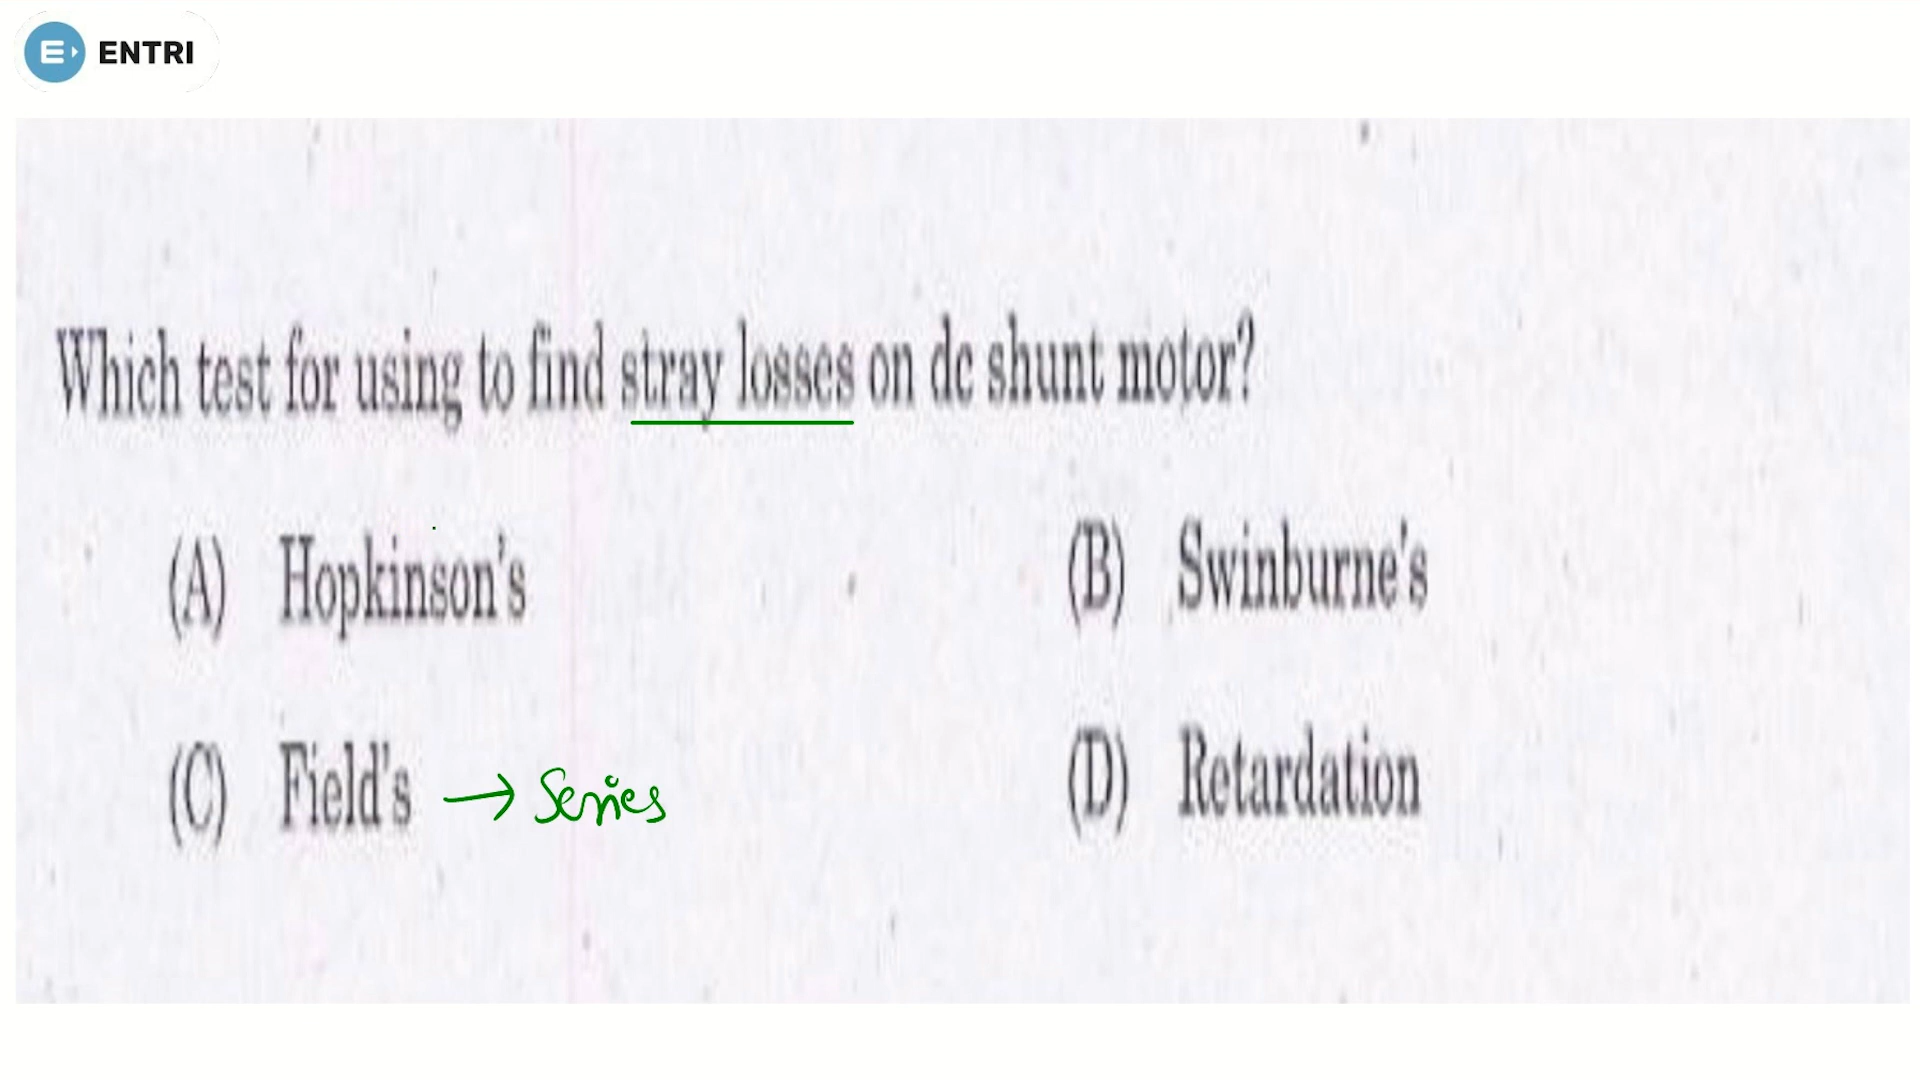 ENTRI
Which test for using to find stray losses on dc shunt motor?
(A) Hopkinson's (B) Swinburne's
(C) Field's → Series (D) Retardation